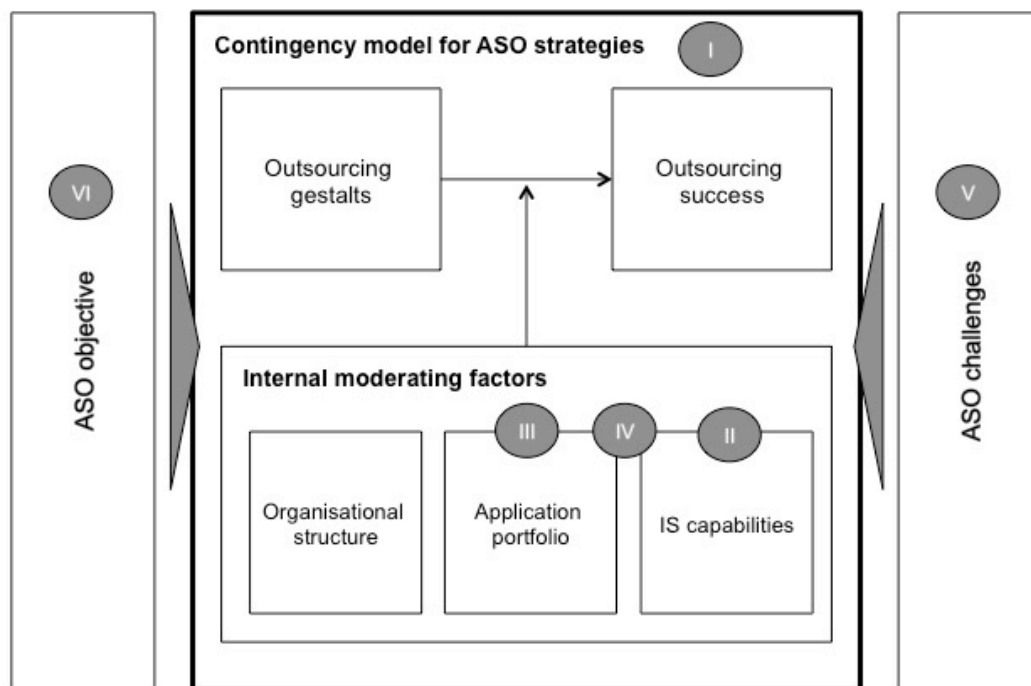 Contingency model for ASO strategies
I
Outsourcing
gestalts
Outsourcing
success
VI
ASO objective
V
ASO challenges
Internal moderating factors
III
IV
II
Organisational
structure
Application
portfolio
IS capabilities